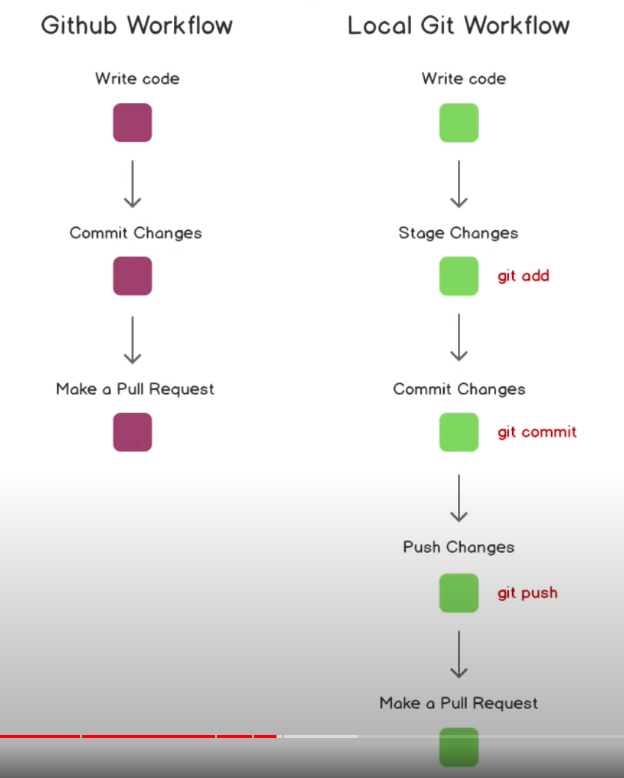 Github Workflow
Write code
Commit Changes
Make a Pull Request
Local Git Workflow
Write code
Stage Changes
git add
Commit Changes
git commit
Push Changes
git push
Make a Pull Request